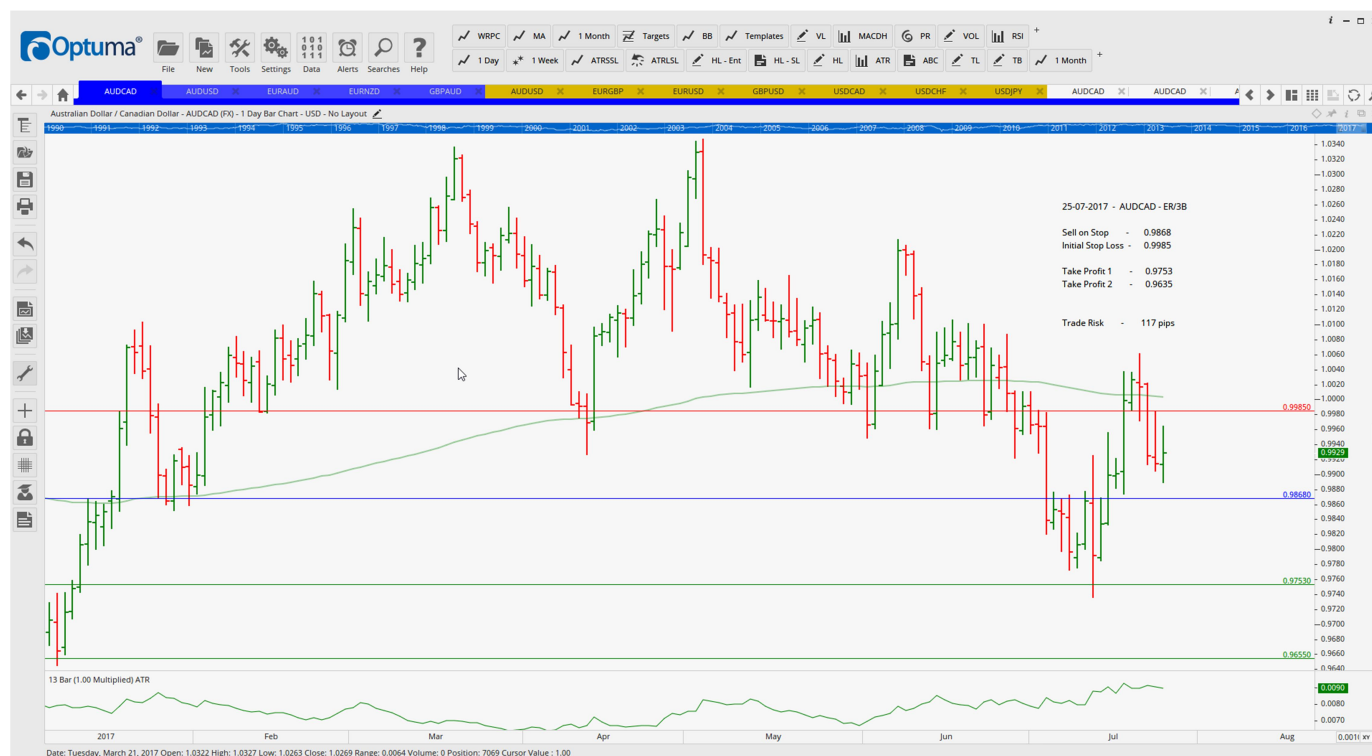 i
Optuma®
File New Tools Settings Data Alerts Searches Help
WRPC MA 1 Month Targets BB Templates VL MACDH PR VOL RSI +
1 Day 1 Week ATRSSL ATRLSL HL - Ent HL - SL HL ATR ABC TL TB 1 Month +
AUDCAD AUDUSD EURAUD EURNZD GBPAUD AUDUSD EURGBP EURUSD GBPUSD USDCAD USDCHF USDJPY AUDCAD AUDCAD
Australian Dollar / Canadian Dollar - AUDCAD (FX) - 1 Day Bar Chart - USD - No Layout
1990 1991 1992 1993 1994 1995 1996 1997 1998 1999 2000 2001 2002 2003 2004 2005 2006 2007 2008 2009 2010 2011 2012 2013 2014 2015 2016 2017
25-07-2017 - AUDCAD - ER/3B
Sell on Stop - 0.9868
Initial Stop Loss - 0.9985
Take Profit 1 - 0.9753
Take Profit 2 - 0.9635
Trade Risk - 117 pips
1.0340
1.0320
1.0280
1.0260
1.0240
1.0220
1.0200
1.0180
1.0160
1.0140
1.0120
1.0100
1.0080
1.0060
1.0040
1.0020
1.0000
0.99850
0.9980
0.9960
0.9940
0.9929
0.9920
0.9900
0.9880
0.98680
0.9860
0.9840
0.9820
0.9800
0.9780
0.97530
0.9760
0.9740
0.9720
0.9700
0.9680
0.96550
0.9660
0.9640
13 Bar (1.00 Multiplied) ATR
0.0090
0.0080
0.0070
2017 Feb Mar Apr May Jun Jul Aug
Date: Tuesday, March 21, 2017 Open: 1.0322 High: 1.0327 Low: 1.0263 Close: 1.0269 Range: 0.0064 Volume: 0 Position: 7069 Cursor Value : 1.00